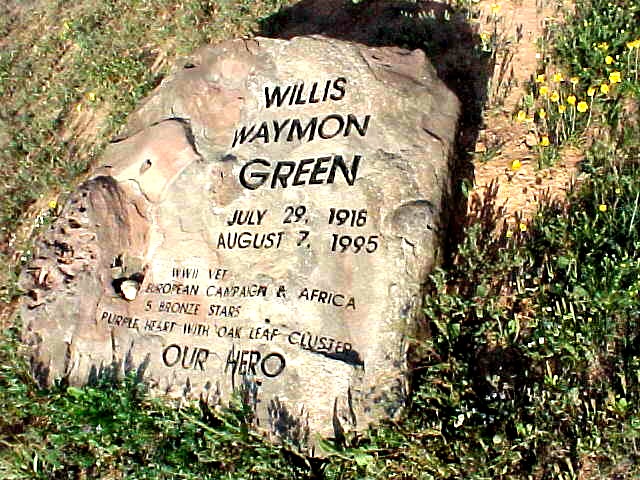 WILLIS
WAYMON
GREEN
JULY 29, 1918
AUGUST 7, 1995
WWII VET
EUROPEAN CAMPAIGN & AFRICA
5 BRONZE STARS
PURPLE HEART WITH OAK LEAF CLUSTER
OUR HERO